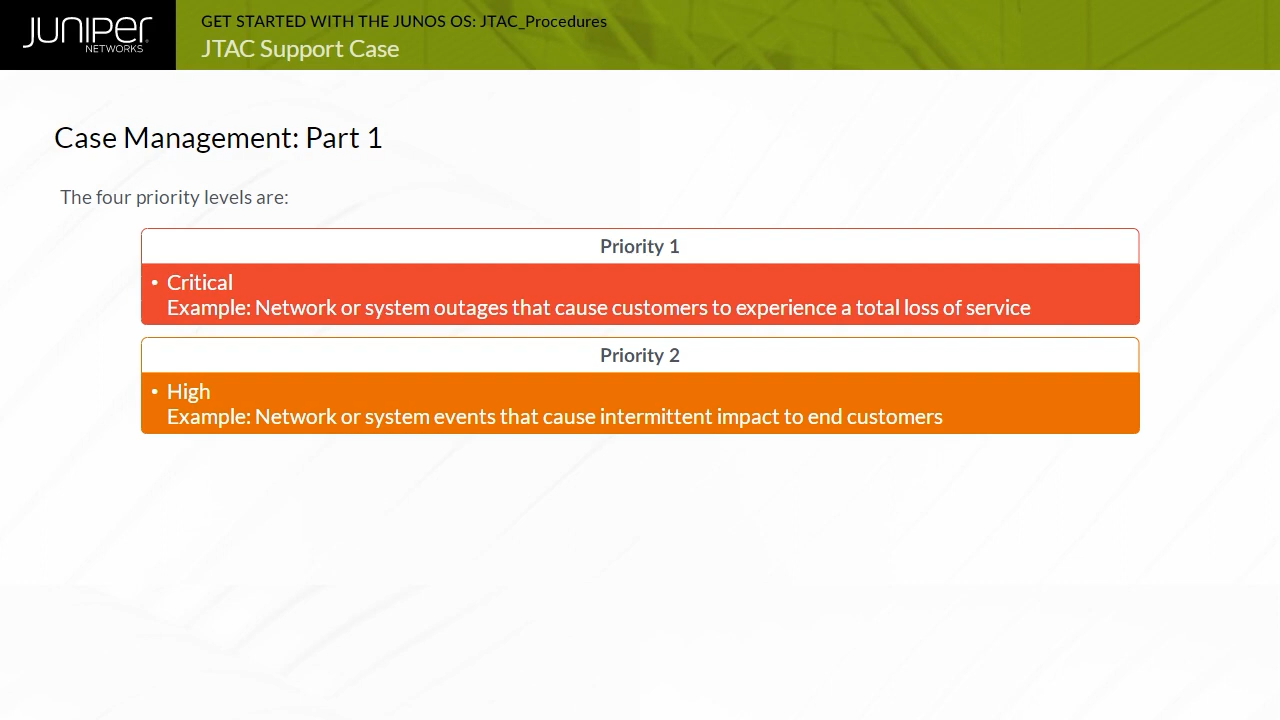 JUNIPEr
NETWORKS
GET STARTED WITH THE JUNOS OS: JTAC_Procedures
JTAC Support Case
Case Management: Part 1
The four priority levels are:
Priority 1
• Critical
Example: Network or system outages that cause customers to experience a total loss of service
Priority 2
• High
Example: Network or system events that cause intermittent impact to end customers